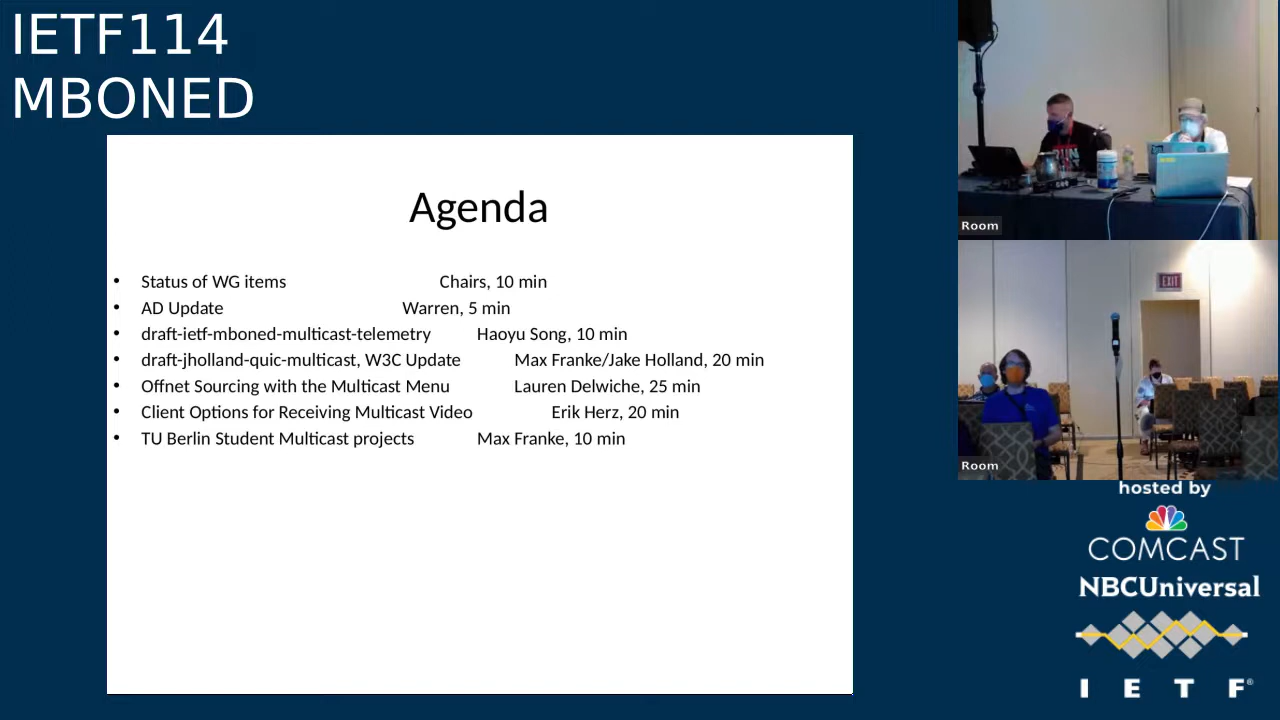 IETF114
MBONED
Agenda
• Status of WG items Chairs, 10 min
• AD Update Warren, 5 min
• draft-ietf-mboned-multicast-telemetry Haoyu Song, 10 min
• draft-jholland-quic-multicast, W3C Update Max Franke/Jake Holland, 20 min
• Offnet Sourcing with the Multicast Menu Lauren Delwiche, 25 min
• Client Options for Receiving Multicast Video Erik Herz, 20 min
• TU Berlin Student Multicast projects Max Franke, 10 min
Room
EXIT
Room
hosted by
COMCAST
NBCUniversal
I E T F®